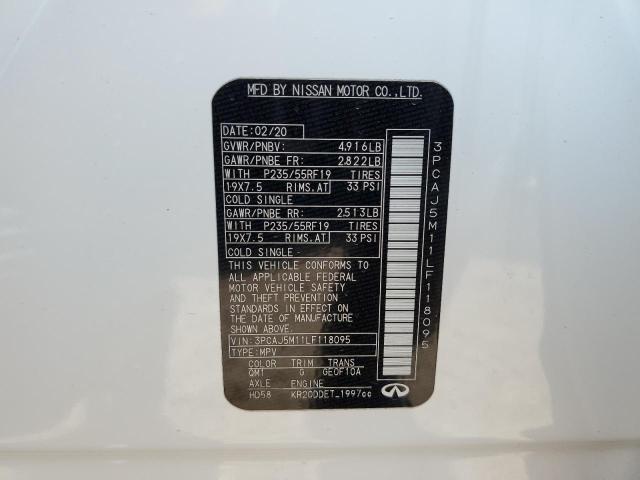 MFD BY NISSAN MOTOR CO.,LTD.
DATE: 02/20
GVWR/PNBV: 4,916LB
GAWR/PNBE FR: 2,822LB
WITH P235/55RF19 TIRES
19X7.5 RIMS.AT 33 PSI
COLD SINGLE
GAWR/PNBE RR: 2,513LB
WITH P235/55RF19 TIRES
19X7.5 RIMS.AT 33 PSI
COLD SINGLE
THIS VEHICLE CONFORMS TO
ALL APPLICABLE FEDERAL
MOTOR VEHICLE SAFETY
AND THEFT PREVENTION
STANDARDS IN EFFECT ON
THE DATE OF MANUFACTURE
SHOWN ABOVE.
VIN: 3PCAJ5M11LF118095
TYPE: MPV
COLOR TRIM TRANS
QMT G GE0F10A
AXLE ENGINE
HD58 KR20DDET_1997cc
3PCAJ5M11LF118095